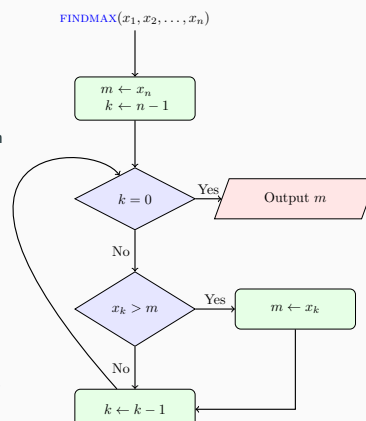 FINDMAX(x₁, x₂, . . . , xₙ)
m ← xₙ
k ← n − 1
k = 0
Yes
Output m
No
xₖ > m
Yes
m ← xₖ
No
k ← k − 1